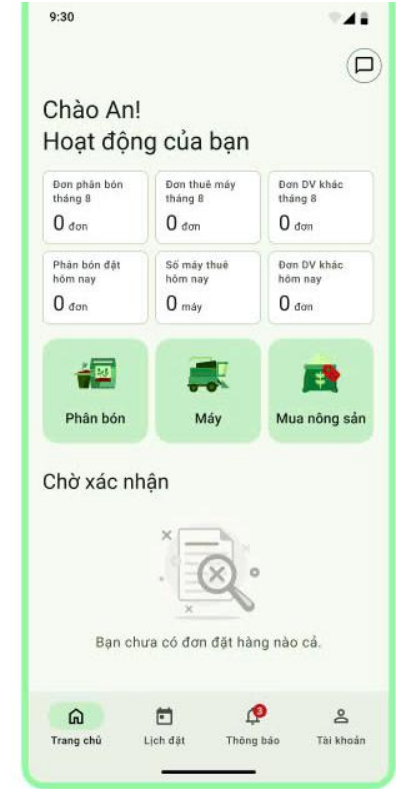 9:30
Chào An!
Hoạt động của bạn
Đơn phân bón
tháng 8
0 đơn
Đơn thuê máy
tháng 8
0 đơn
Đơn DV khác
tháng 8
0 đơn
Phân bón đặt
hôm nay
0 đơn
Số máy thuê
hôm nay
0 máy
Đơn DV khác
hôm nay
0 đơn
Phân bón
Máy
Mua nông sản
Chờ xác nhận
Bạn chưa có đơn đặt hàng nào cả.
3
Trang chủ
Lịch đặt
Thông báo
Tài khoản